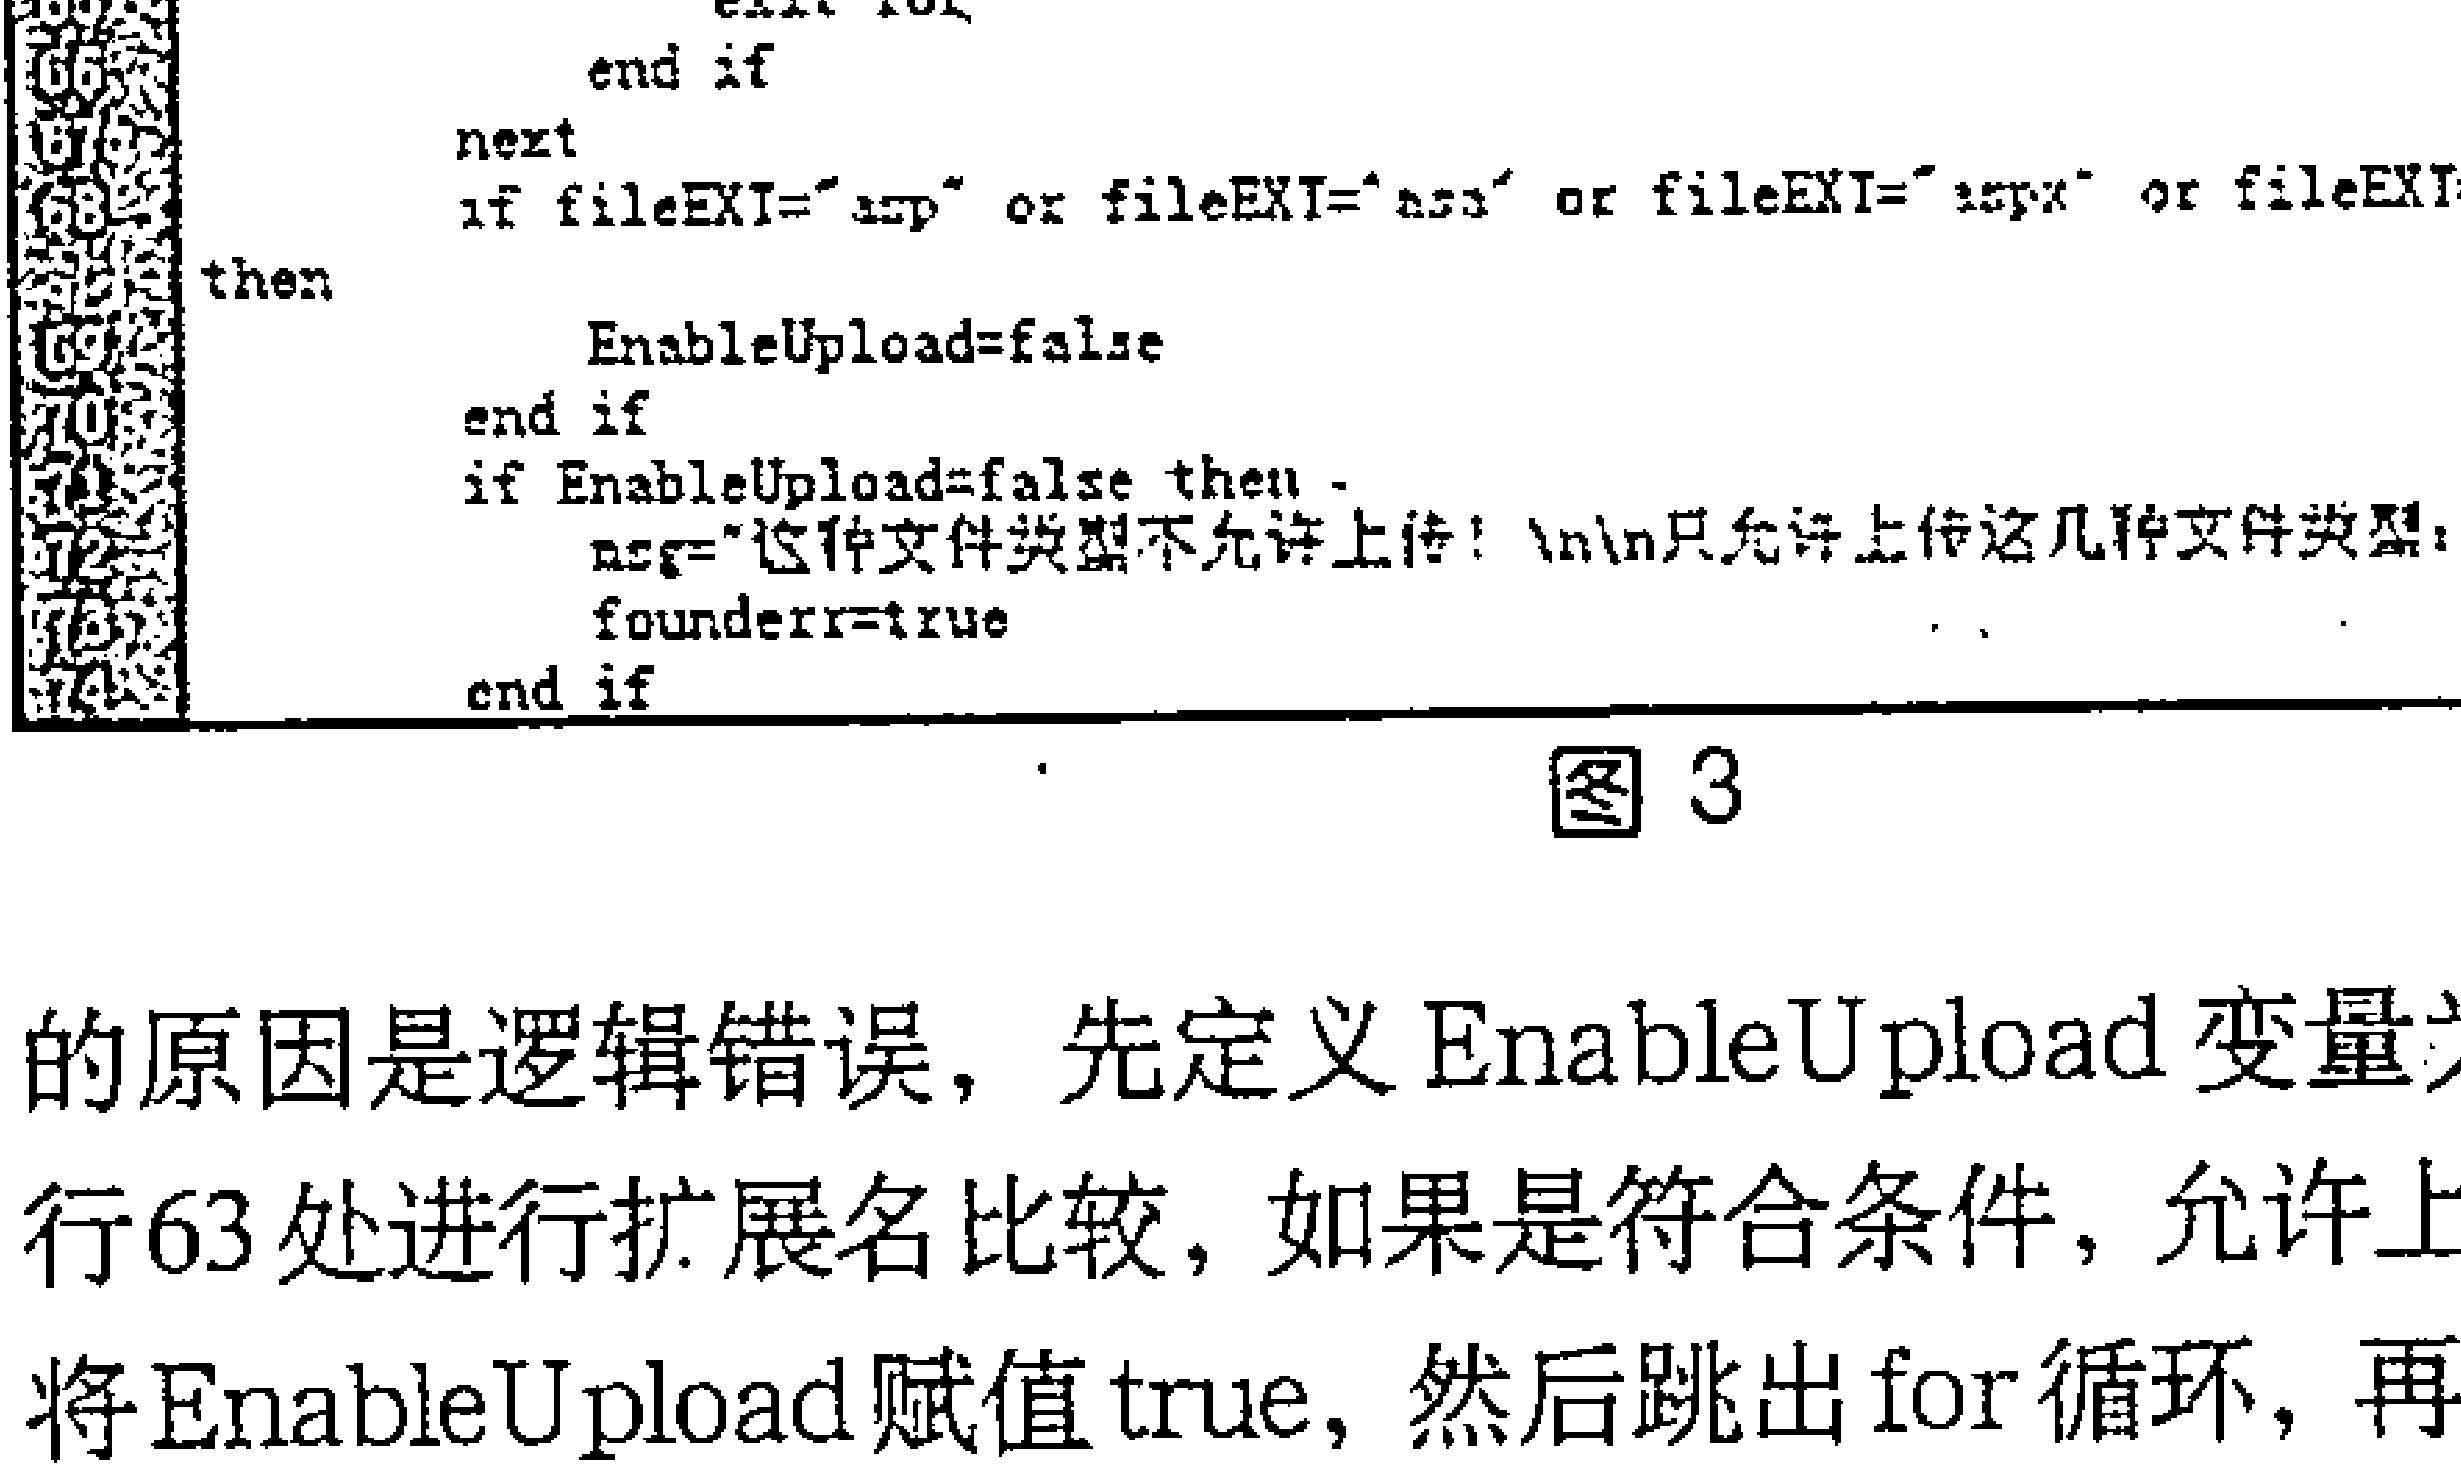 exit for
end if
next
if fileEXT="asp" or fileEXT="asa" or fileEXT="aspx" or fileEXT=
then
EnableUpload=false
end if
if EnableUpload=false then
msg="这种文件类型不允许上传！\n\n只允许上传这几种文件类型：
founderr=true
end if
图 3
的原因是逻辑错误，先定义 EnableUpload 变量
行63处进行扩展名比较，如果是符合条件，允许上
将EnableUpload赋值true，然后跳出for循环，再